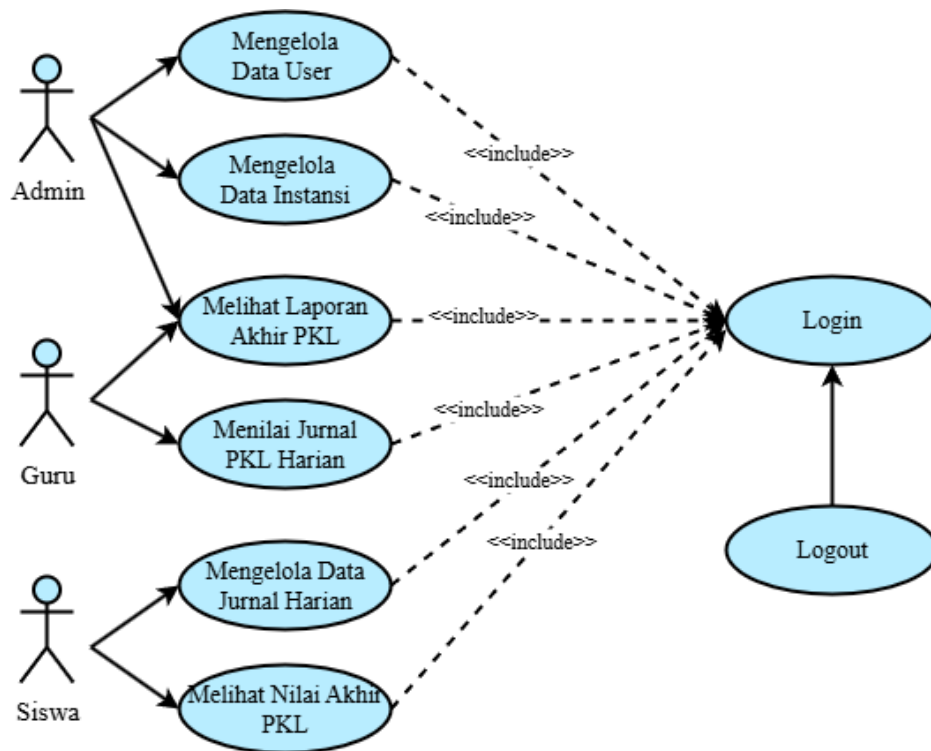 Mengelola
Data User
<<include>>
Admin
Mengelola
Data Instansi
<<include>>
Melihat Laporan
Akhir PKL
<<include>>
Login
Guru
Menilai Jurnal
PKL Harian
<<include>>
<<include>>
<<include>>
Logout
Mengelola Data
Jurnal Harian
Siswa
Melihat Nilai Akhir
PKL